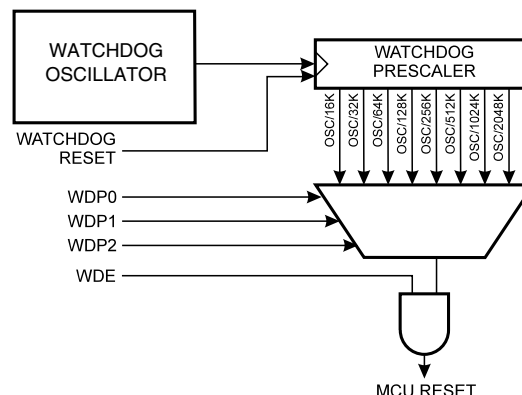 WATCHDOG
OSCILLATOR
WATCHDOG
PRESCALER
WATCHDOG
RESET
OSC/16K
OSC/32K
OSC/64K
OSC/128K
OSC/256K
OSC/512K
OSC/1024K
OSC/2048K
WDP0
WDP1
WDP2
WDE
MCU RESET